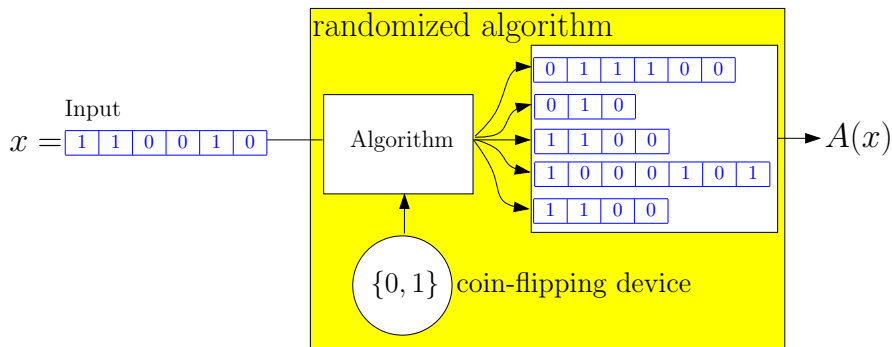 randomized algorithm
0 1 1 1 0 0
Input
0 1 0
x = 1 1 0 0 1 0
Algorithm
1 1 0 0
A(x)
1 0 0 0 1 0 1
1 1 0 0
{0, 1}
coin-flipping device